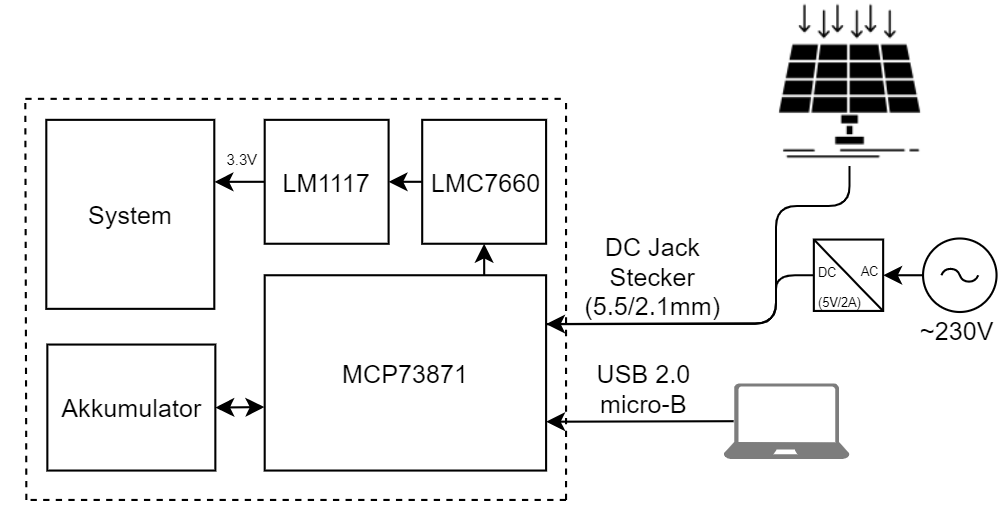 System
3.3V
LM1117
LMC7660
Akkumulator
MCP73871
DC Jack
Stecker
(5.5/2.1mm)
USB 2.0
micro-B
DC
AC
(5V/2A)
~230V